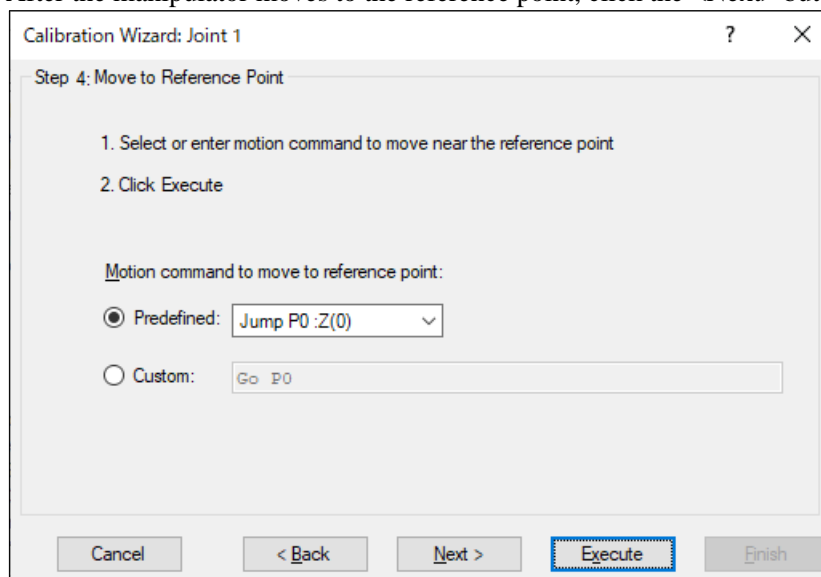 Calibration Wizard: Joint 1 ?
Step 4: Move to Reference Point
1. Select or enter motion command to move near the reference point
2. Click Execute
Motion command to move to reference point:
Predefined: Jump P0 :Z(0)
Custom: Go P0
Cancel < Back Next > Execute Finish